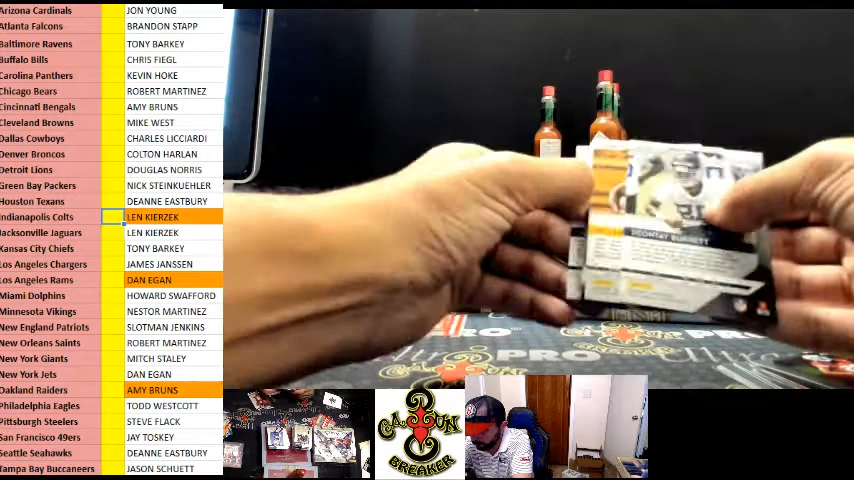 Arizona Cardinals JON YOUNG
Atlanta Falcons BRANDON STAPP
Baltimore Ravens TONY BARKEY
Buffalo Bills CHRIS FIEGL
Carolina Panthers KEVIN HOKE
Chicago Bears ROBERT MARTINEZ
Cincinnati Bengals AMY BRUNS
Cleveland Browns MIKE WEST
Dallas Cowboys CHARLES LICCIARDI
Denver Broncos COLTON HARLAN
Detroit Lions DOUGLAS NORRIS
Green Bay Packers NICK STEINKUEHLER
Houston Texans DEANNE EASTBURY
Indianapolis Colts LEN KIERZEK
Jacksonville Jaguars LEN KIERZEK
Kansas City Chiefs TONY BARKEY
Los Angeles Chargers JAMES JANSSEN
Los Angeles Rams DAN EGAN
Miami Dolphins HOWARD SWAFFORD
Minnesota Vikings NESTOR MARTINEZ
New England Patriots SLOTMAN JENKINS
New Orleans Saints ROBERT MARTINEZ
New York Giants MITCH STALEY
New York Jets DAN EGAN
Oakland Raiders AMY BRUNS
Philadelphia Eagles TODD WESTCOTT
Pittsburgh Steelers STEVE FLACK
San Francisco 49ers JAY TOSKEY
Seattle Seahawks DEANNE EASTBURY
Tampa Bay Buccaneers JASON SCHUETT
DEONTAY BURNETT
PRO
PRO
CAJUN
BREAKER